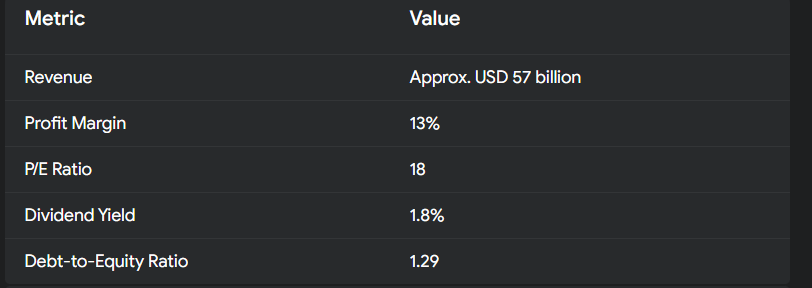 Metric Value
Revenue Approx. USD 57 billion
Profit Margin 13%
P/E Ratio 18
Dividend Yield 1.8%
Debt-to-Equity Ratio 1.29